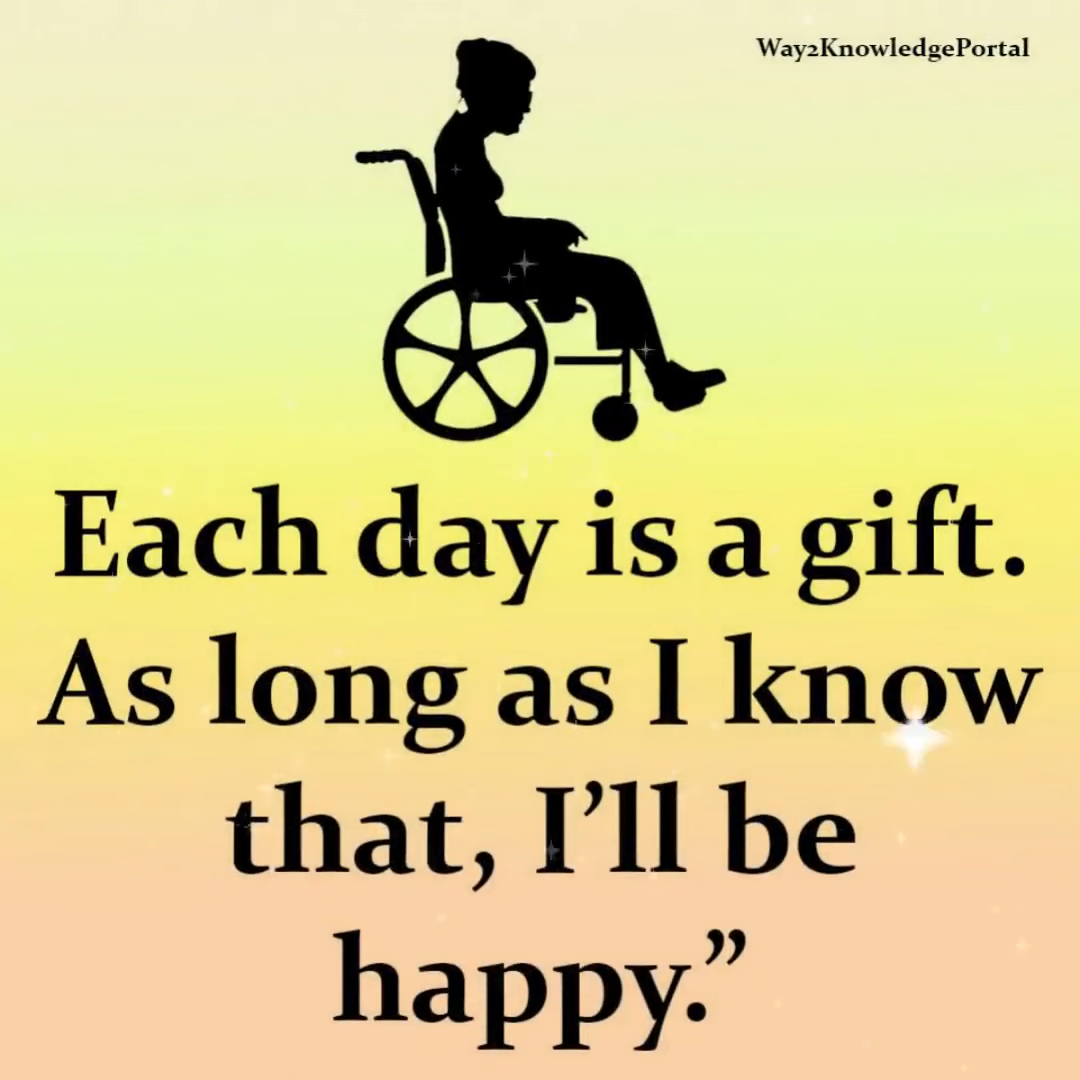 Way2KnowledgePortal
Each day is a gift.
As long as I know
that, I’ll be
happy.”